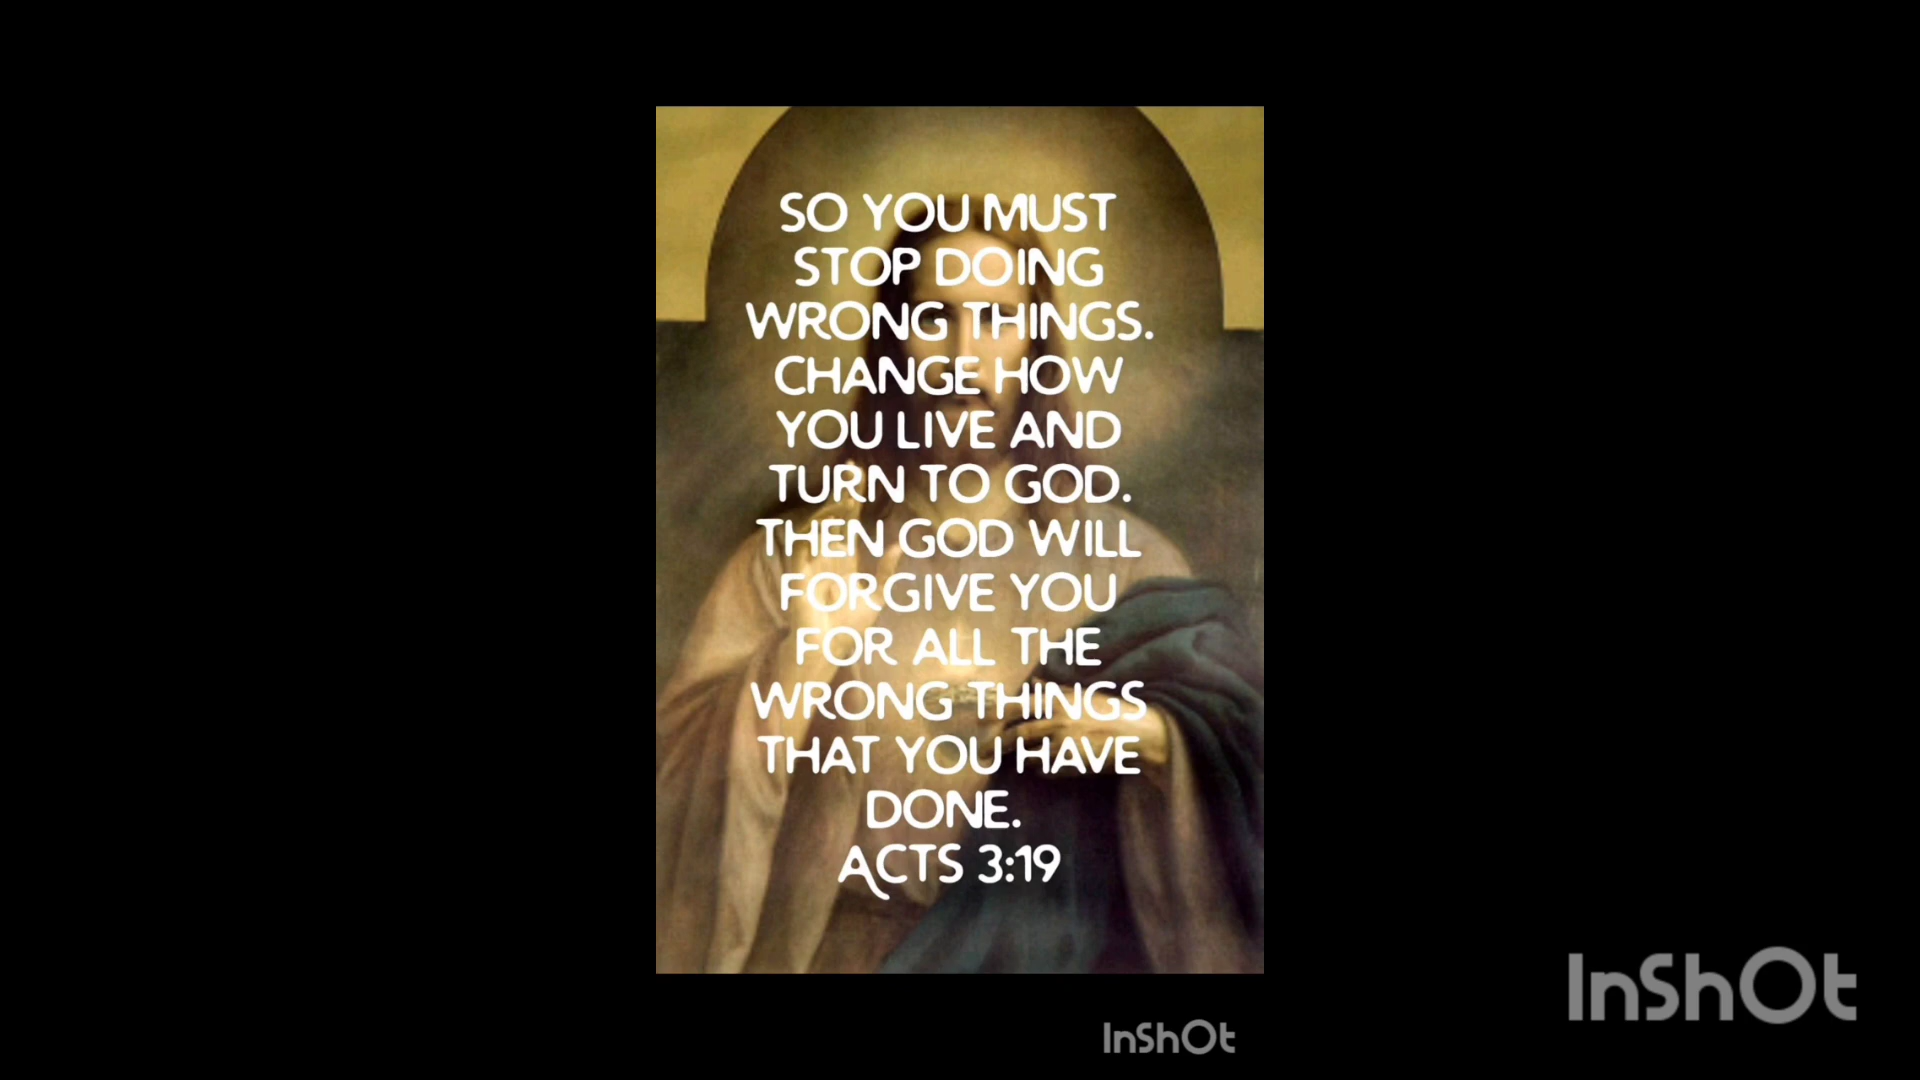 SO YOU MUST
STOP DOING
WRONG THINGS.
CHANGE HOW
YOU LIVE AND
TURN TO GOD.
THEN GOD WILL
FORGIVE YOU
FOR ALL THE
WRONG THINGS
THAT YOU HAVE
DONE.
ACTS 3:19
InShOt
InShOt